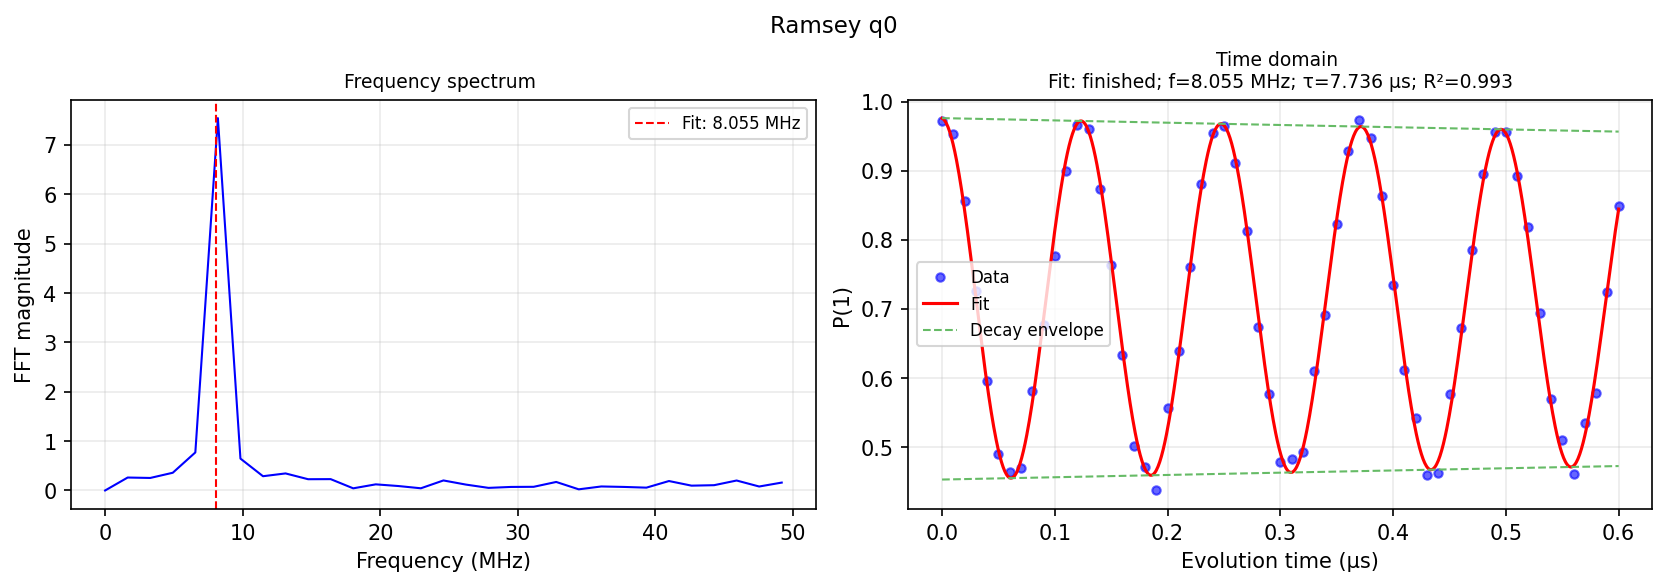 Ramsey q0
Frequency spectrum
FFT magnitude
7
6
5
4
3
2
1
0
Fit: 8.055 MHz
0
10
20
30
40
50
Frequency (MHz)
Time domain
Fit: finished; f=8.055 MHz; τ=7.736 µs; R²=0.993
P(1)
1.0
0.9
0.8
0.7
0.6
0.5
Data
Fit
Decay envelope
0.0
0.1
0.2
0.3
0.4
0.5
0.6
Evolution time (µs)